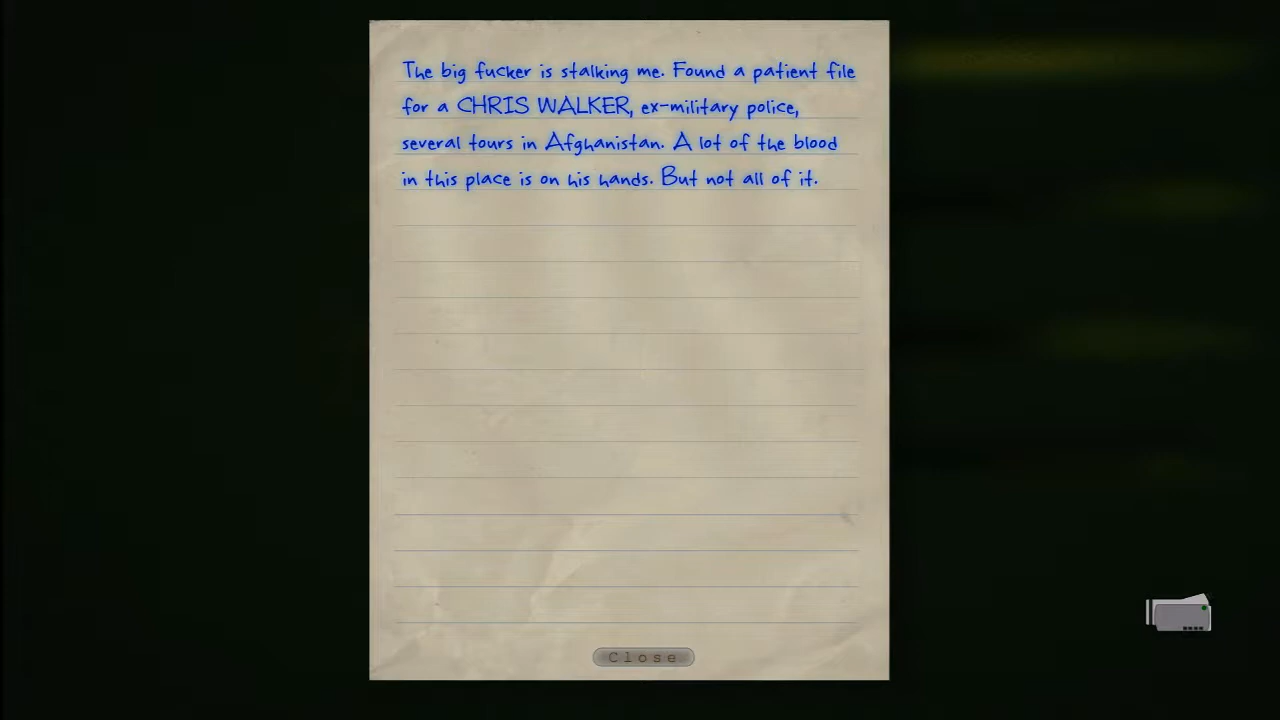 The big fucker is stalking me. Found a patient file
for a CHRIS WALKER, ex-military police,
several tours in Afghanistan. A lot of the blood
in this place is on his hands. But not all of it.
Close